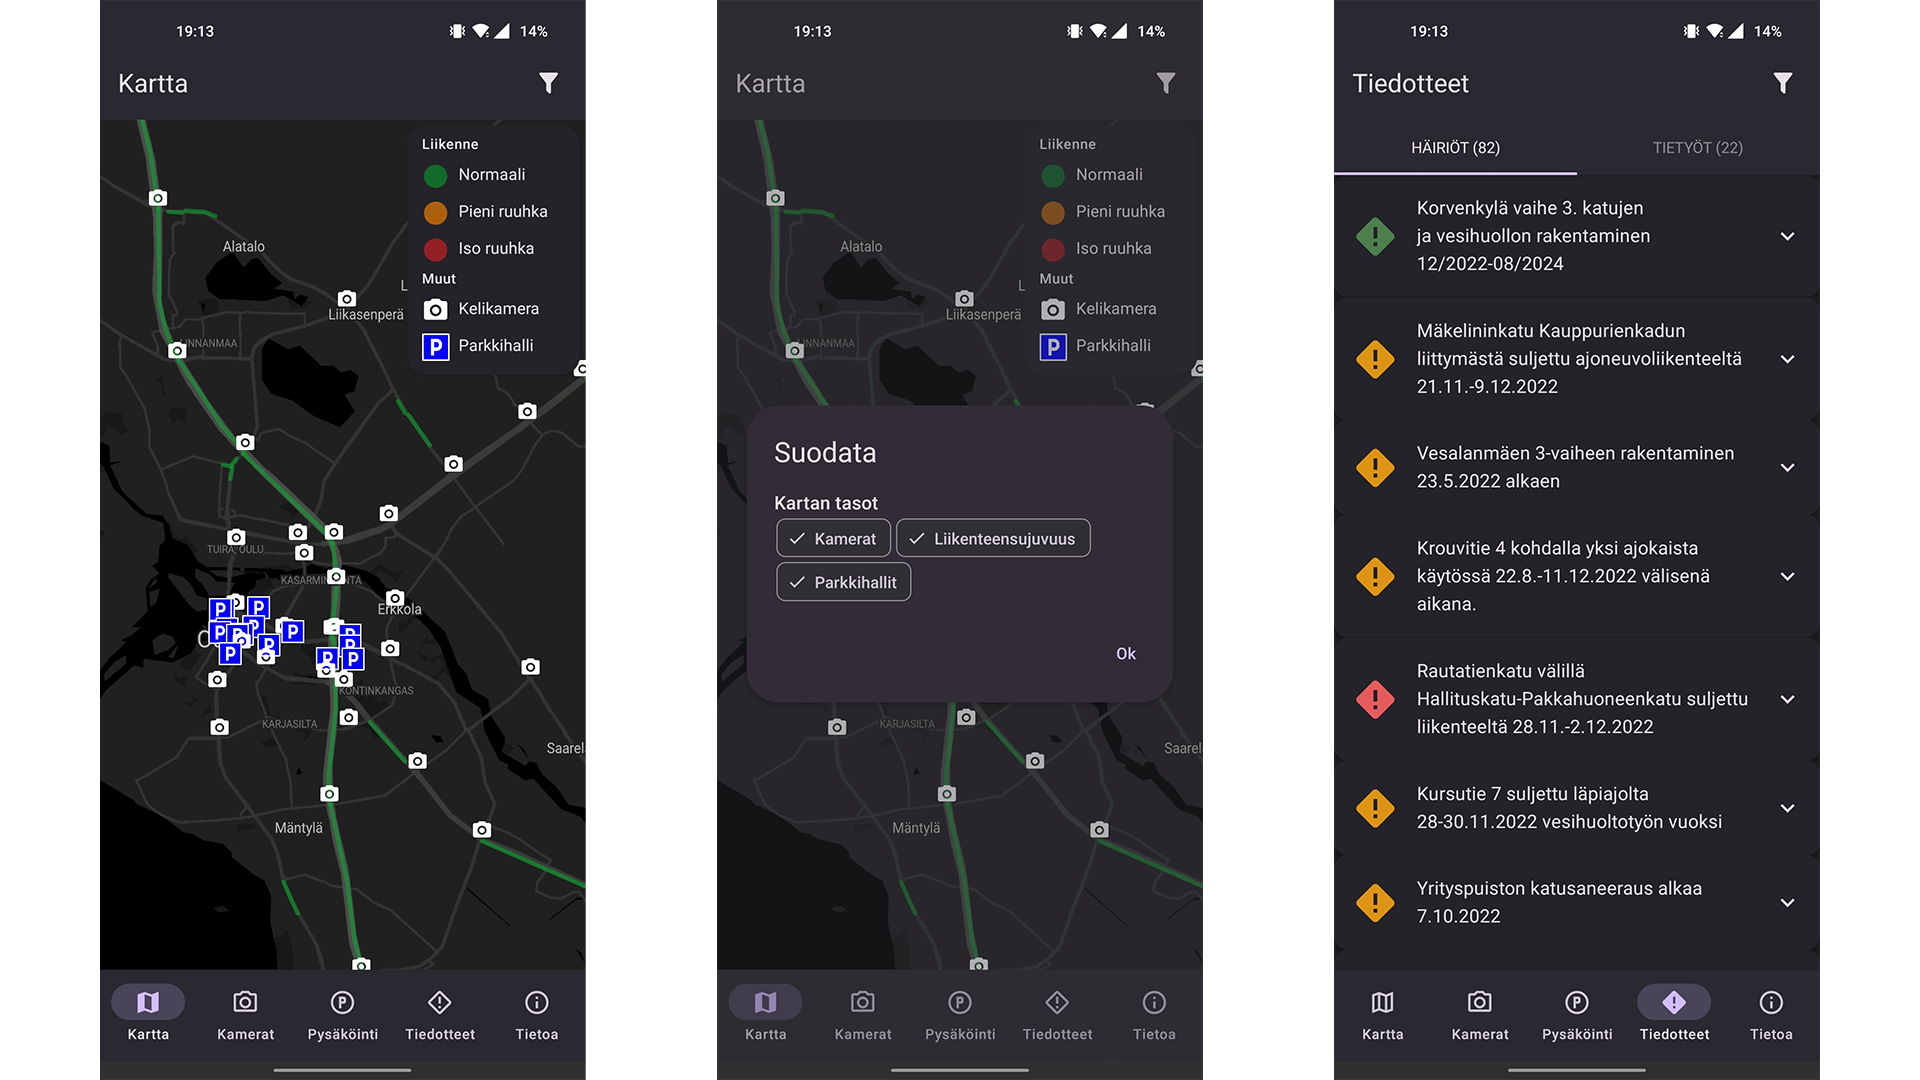 19:13
14%
Kartta
Liikenne
Normaali
Pieni ruuhka
Iso ruuhka
Muut
Kelikamera
Parkkihalli
Alatalo
L
Liikasenperä
LINNANMAA
TUIRA, OULU
Erkkola
P
P
P
P
P
P
P
P
P
P
P
P
KONTINKANGAS
KARJASILTA
Saarel
Mäntylä
Kartta
Kamerat
Pysäköinti
Tiedotteet
Tietoa
19:13
14%
Kartta
Liikenne
Normaali
Pieni ruuhka
Iso ruuhka
Muut
Kelikamera
Parkkihalli
Alatalo
L
Liikasenperä
LINNANMAA
Suodata
Kartan tasot
Kamerat
Liikenteensujuvuus
Parkkihallit
Ok
KARJASILTA
Saarel
Mäntylä
Kartta
Kamerat
Pysäköinti
Tiedotteet
Tietoa
19:13
14%
Tiedotteet
HÄIRIÖT (82)
TIETYÖT (22)
Korvenkylä vaihe 3. katujen
ja vesihuollon rakentaminen
12/2022-08/2024
Mäkelininkatu Kauppurienkadun
liittymästä suljettu ajoneuvoliikenteeltä
21.11.-9.12.2022
Vesalanmäen 3-vaiheen rakentaminen
23.5.2022 alkaen
Krouvitie 4 kohdalla yksi ajokaista
käytössä 22.8.-11.12.2022 välisenä
aikana.
Rautatienkatu välillä
Hallituskatu-Pakkahuoneenkatu suljettu
liikenteeltä 28.11.-2.12.2022
Kursutie 7 suljettu läpiajolta
28-30.11.2022 vesihuoltotyön vuoksi
Yrityspuiston katusaneeraus alkaa
7.10.2022
Kartta
Kamerat
Pysäköinti
Tiedotteet
Tietoa